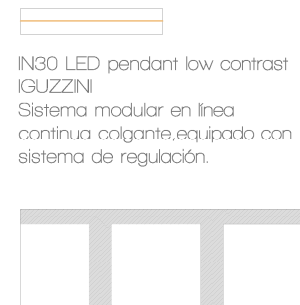 IN30 LED pendant low contrast
IGUZZINI
Sistema modular en línea
continua colgante,equipado con
sistema de regulación.